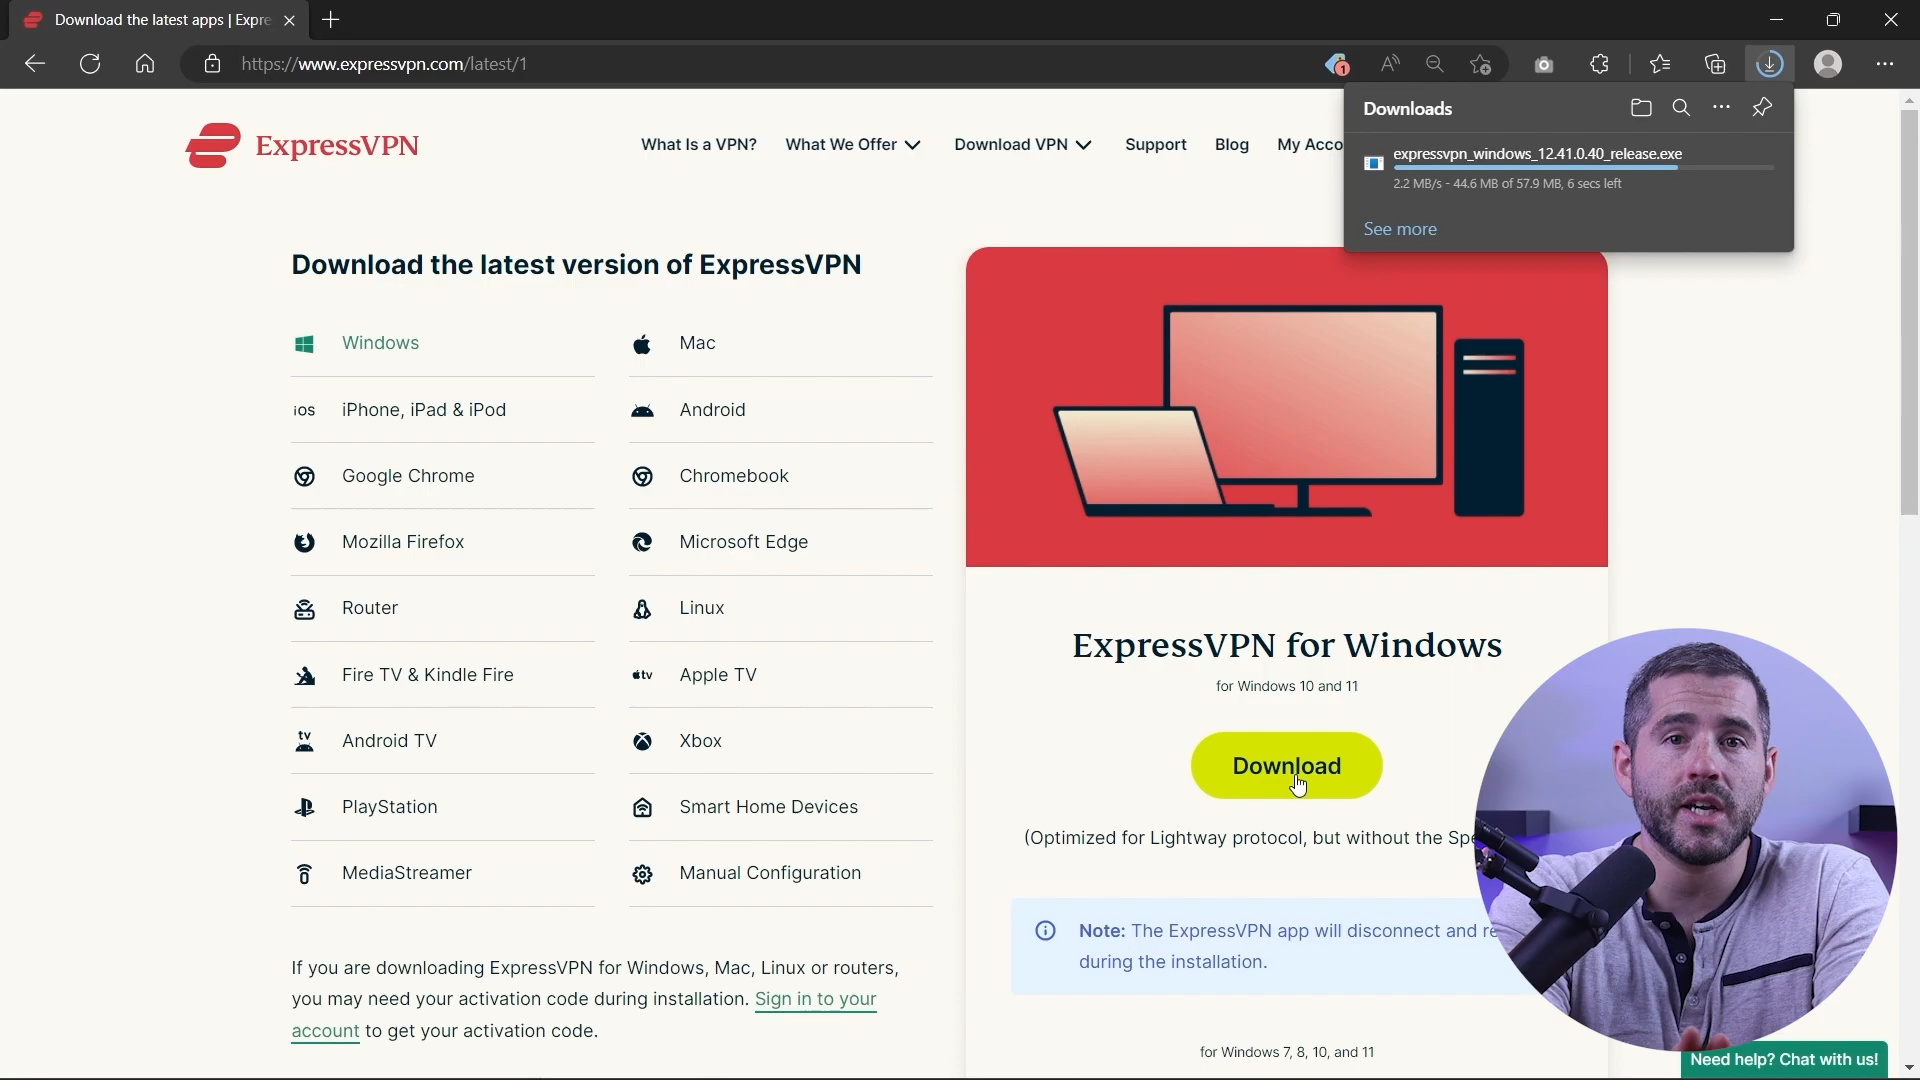 Download the latest apps | Expre
https://www.expressvpn.com/latest/1
1
ExpressVPN
What Is a VPN?
What We Offer
Download VPN
Support
Blog
My Acco
Downloads
expressvpn_windows_12.41.0.40_release.exe
2.2 MB/s - 44.6 MB of 57.9 MB, 6 secs left
See more
Download the latest version of ExpressVPN
Windows
Mac
iOS iPhone, iPad & iPod
Android
Google Chrome
Chromebook
Mozilla Firefox
Microsoft Edge
Router
Linux
Fire TV & Kindle Fire
tv Apple TV
tv Android TV
Xbox
PlayStation
Smart Home Devices
MediaStreamer
Manual Configuration
If you are downloading ExpressVPN for Windows, Mac, Linux or routers,
you may need your activation code during installation. Sign in to your
account to get your activation code.
ExpressVPN for Windows
for Windows 10 and 11
Download
(Optimized for Lightway protocol, but without the Spe
Note: The ExpressVPN app will disconnect and re
during the installation.
for Windows 7, 8, 10, and 11
Need help? Chat with us!